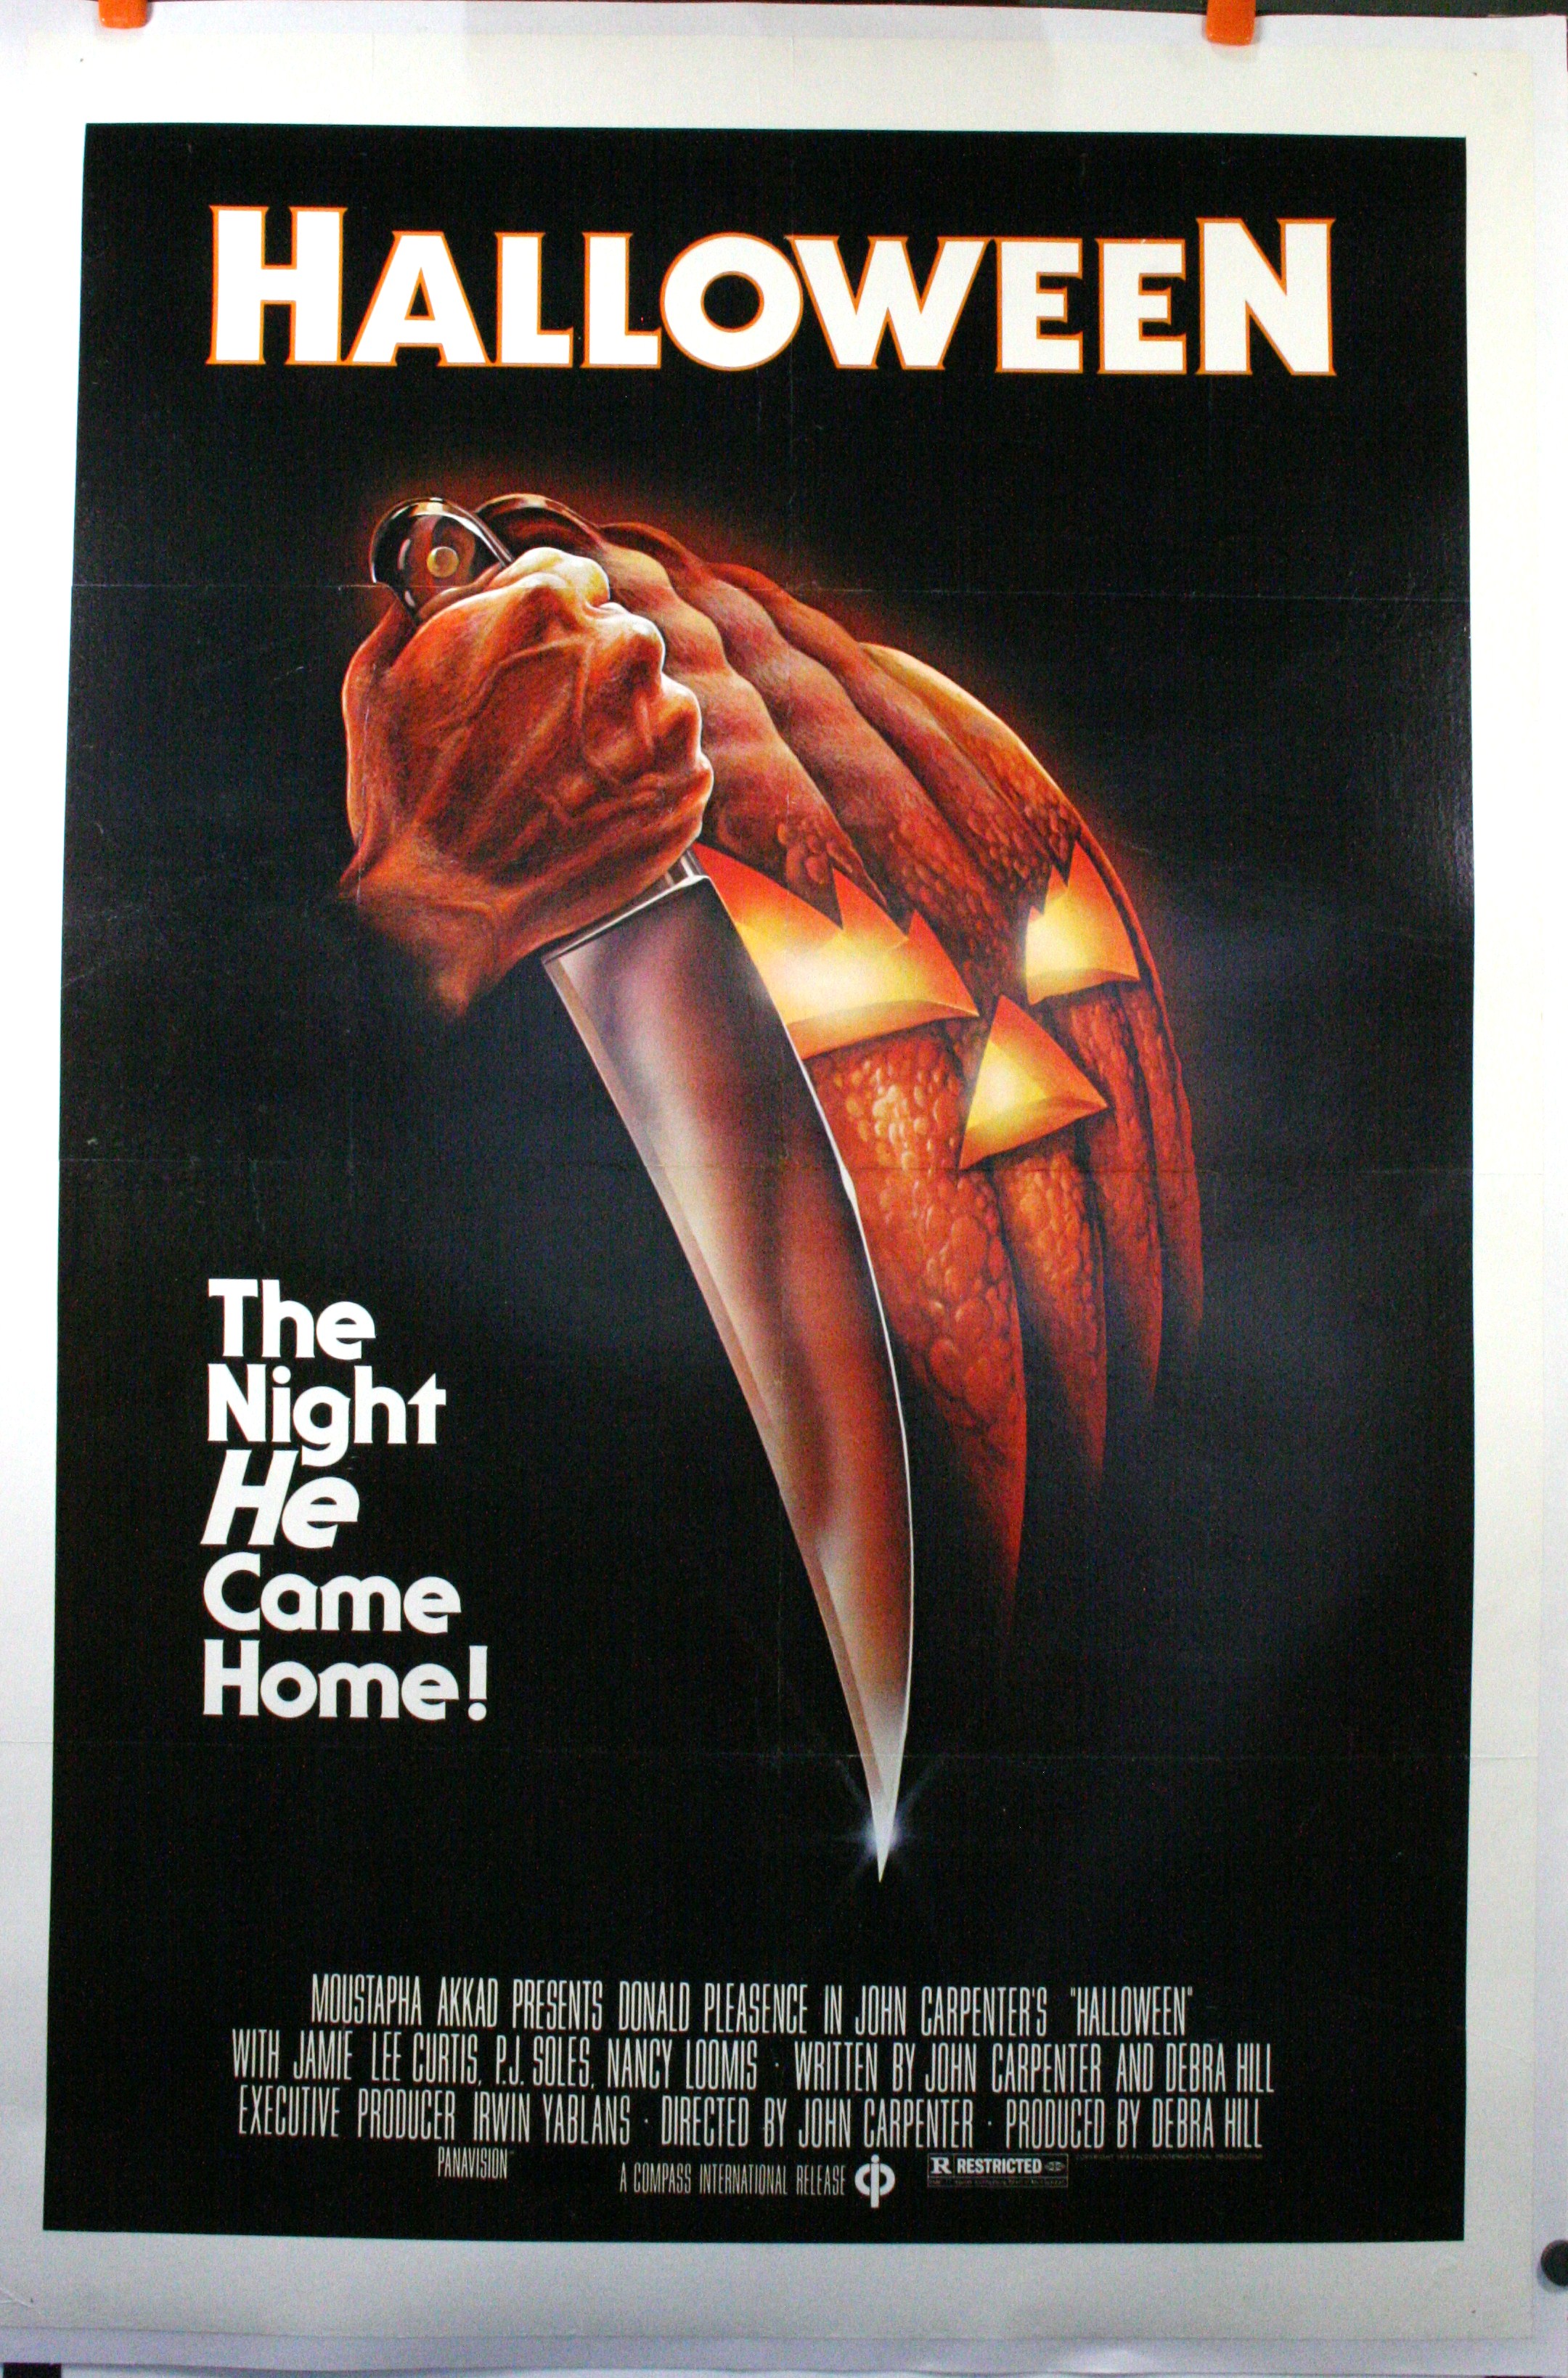 HALLOWEEN
The
Night
He
Came
Home!
MOUSTAPHA AKKAD PRESENTS DONALD PLEASENCE IN JOHN CARPENTER'S "HALLOWEEN"
WITH JAMIE LEE CURTIS, P.J. SOLES, NANCY LOOMIS · WRITTEN BY JOHN CARPENTER AND DEBRA HILL
EXECUTIVE PRODUCER IRWIN YABLANS · DIRECTED BY JOHN CARPENTER · PRODUCED BY DEBRA HILL
PANAVISION
A COMPASS INTERNATIONAL RELEASE
R RESTRICTED